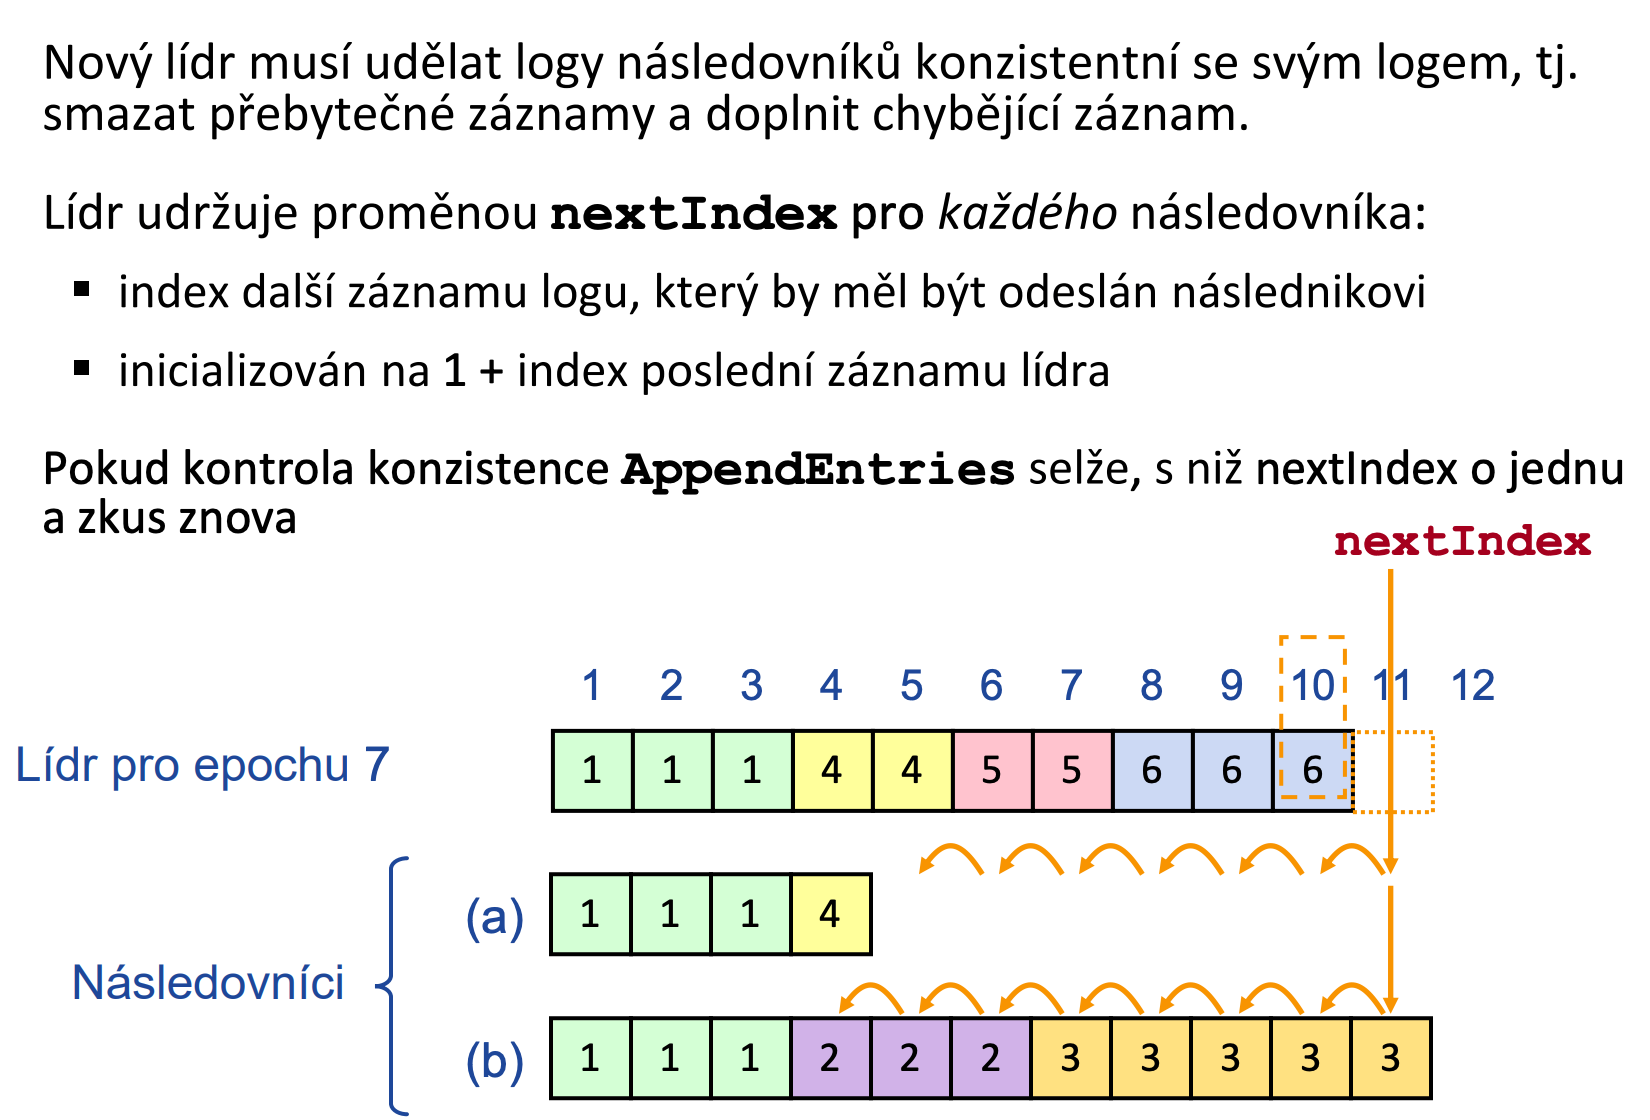 Nový lídr musí udělat logy následovníků konzistentní se svým logem, tj.
smazat přebytečné záznamy a doplnit chybějící záznam.
Lídr udržuje proměnou nextIndex pro každého následovníka:
▪ index další záznamu logu, který by měl být odeslán následnikovi
▪ inicializován na 1 + index poslední záznamu lídra
Pokud kontrola konzistence AppendEntries selže, s niž nextIndex o jednu
a zkus znova
nextIndex
1 2 3 4 5 6 7 8 9 10 11 12
Lídr pro epochu 7 1 1 1 4 4 5 5 6 6 6
(a) 1 1 1 4
Následovníci
(b) 1 1 1 2 2 2 3 3 3 3 3